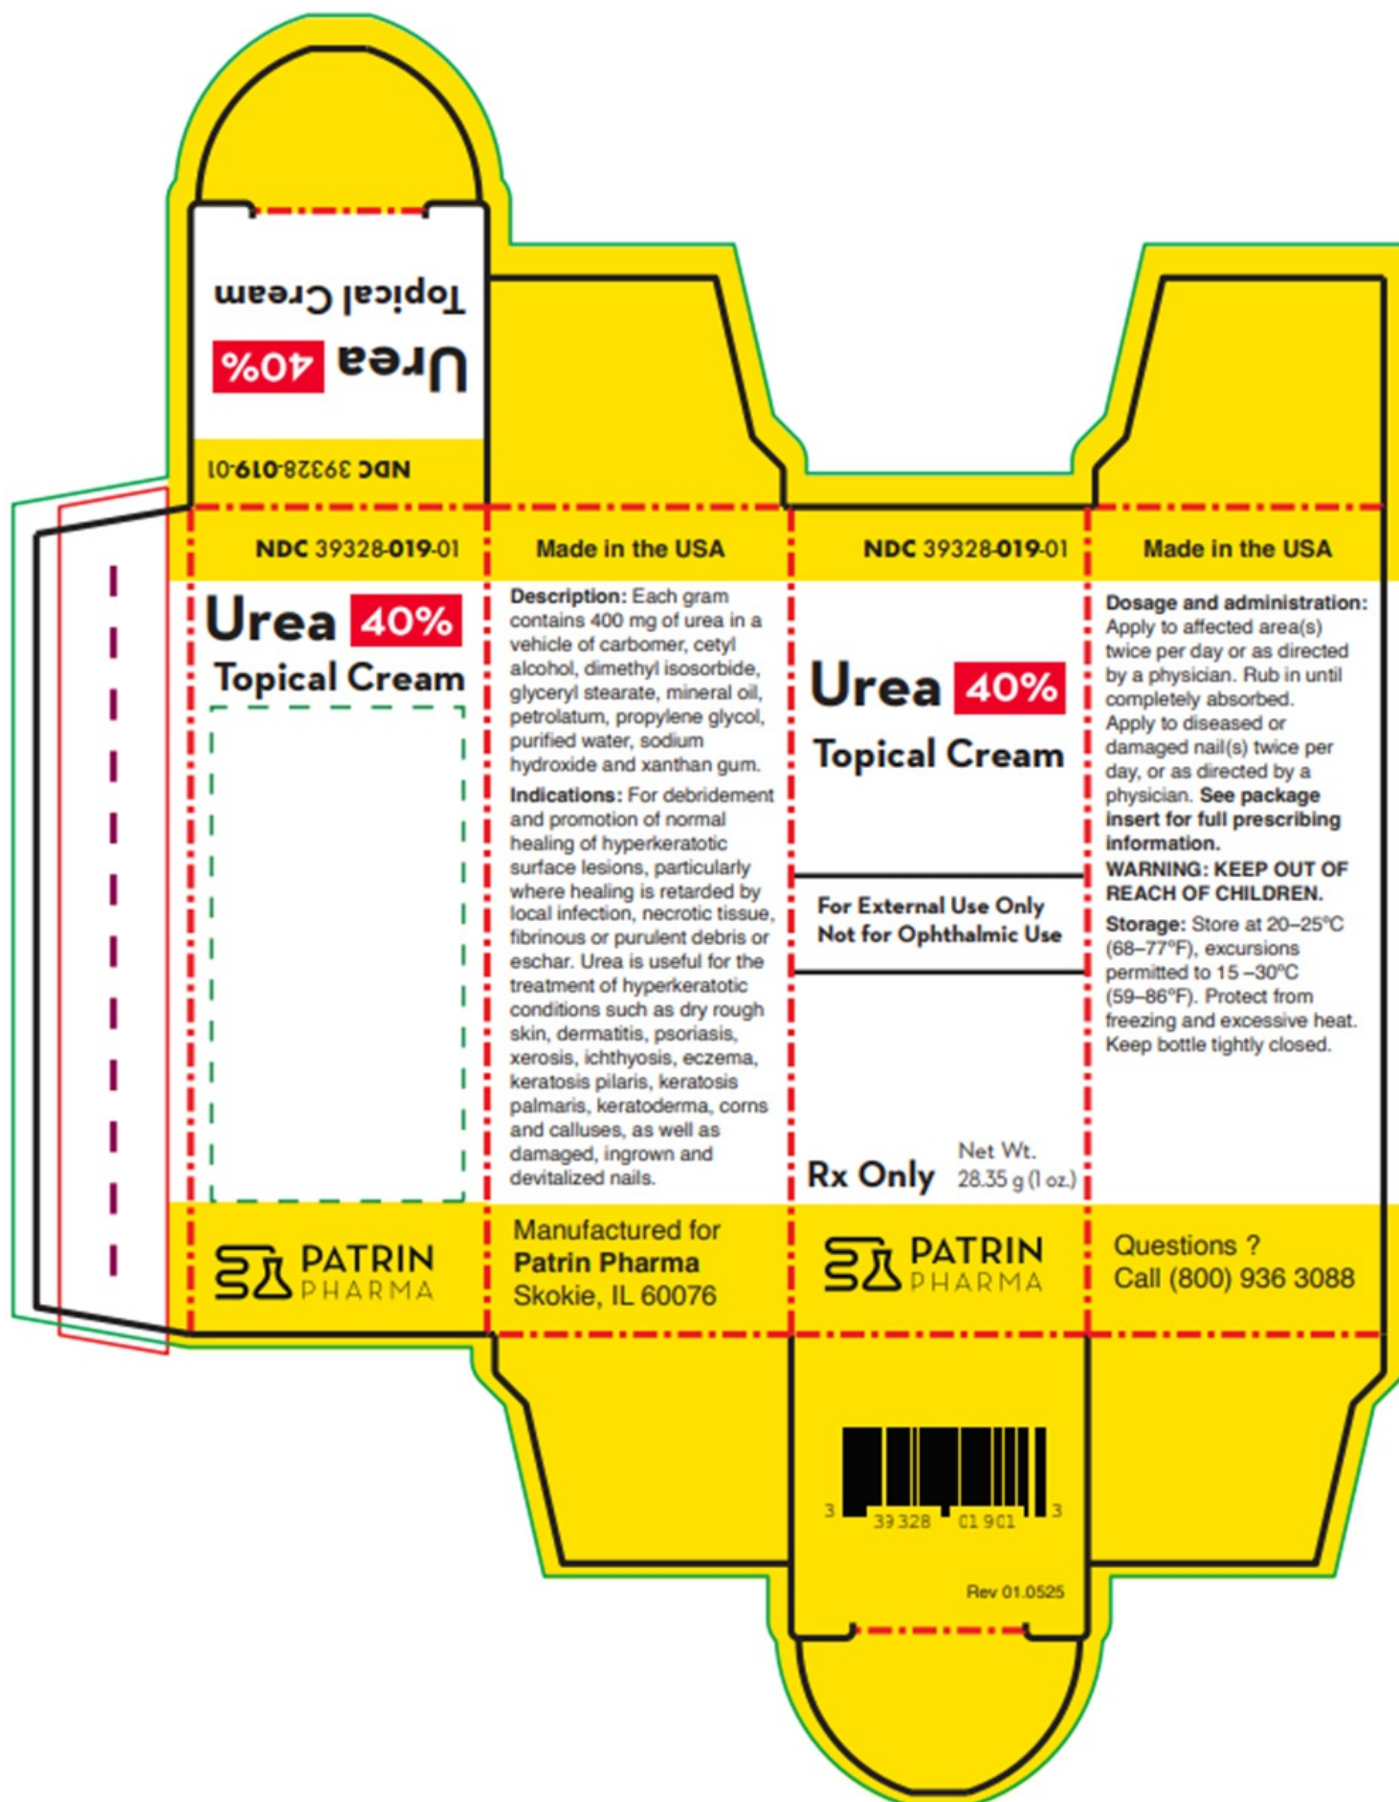 Topical Cream
Urea 40%
NDC 39328-019-01
NDC 39328-019-01
Urea 40%
Topical Cream
PATRIN
PHARMA
Made in the USA
Description: Each gram
contains 400 mg of urea in a
vehicle of carbomer, cetyl
alcohol, dimethyl isosorbide,
glyceryl stearate, mineral oil,
petrolatum, propylene glycol,
purified water, sodium
hydroxide and xanthan gum.
Indications: For debridement
and promotion of normal
healing of hyperkeratotic
surface lesions, particularly
where healing is retarded by
local infection, necrotic tissue,
fibrinous or purulent debris or
eschar. Urea is useful for the
treatment of hyperkeratotic
conditions such as dry rough
skin, dermatitis, psoriasis,
xerosis, ichthyosis, eczema,
keratosis pilaris, keratosis
palmaris, keratoderma, corns
and calluses, as well as
damaged, ingrown and
devitalized nails.
Manufactured for
Patrin Pharma
Skokie, IL 60076
NDC 39328-019-01
Urea 40%
Topical Cream
For External Use Only
Not for Ophthalmic Use
Rx Only
Net Wt.
28.35 g (1 oz.)
PATRIN
PHARMA
Made in the USA
Dosage and administration:
Apply to affected area(s)
twice per day or as directed
by a physician. Rub in until
completely absorbed.
Apply to diseased or
damaged nail(s) twice per
day, or as directed by a
physician. See package
insert for full prescribing
information.
WARNING: KEEP OUT OF
REACH OF CHILDREN.
Storage: Store at 20–25ºC
(68–77ºF), excursions
permitted to 15 –30ºC
(59–86ºF). Protect from
freezing and excessive heat.
Keep bottle tightly closed.
Questions ?
Call (800) 936 3088
3 39328 01901 3
Rev 01.0525